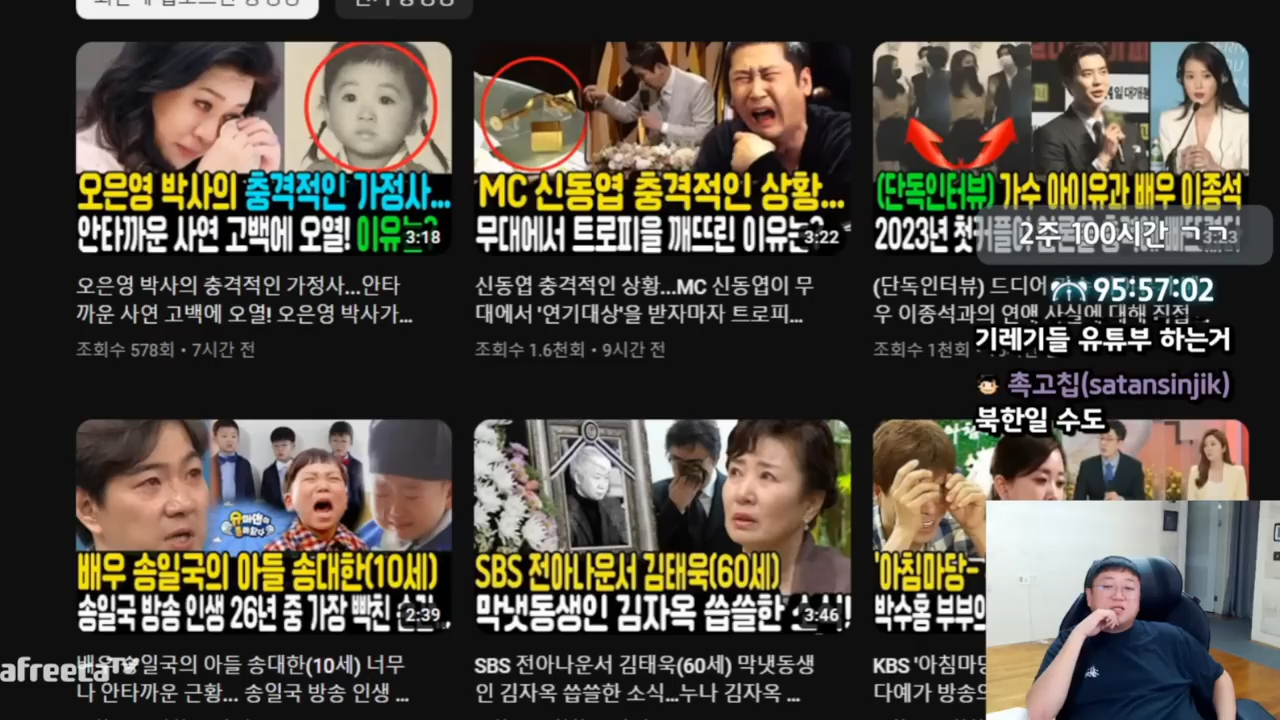 오은영 박사의 충격적인 가정사...
안타까운 사연 고백에 오열! 이유는?
3:18
오은영 박사의 충격적인 가정사...안타
까운 사연 고백에 오열! 오은영 박사가...
조회수 578회 • 7시간 전
MC 신동엽 충격적인 상황...
무대에서 트로피를 깨뜨린 이유는?
3:22
신동엽 충격적인 상황...MC 신동엽이 무
대에서 '연기대상'을 받자마자 트로피...
조회수 1.6천회 • 9시간 전
(단독인터뷰) 가수 아이유과 배우 이종석
2023년 첫커플이
(단독인터뷰) 드디어
우 이종석과의 연애 사실에 대해 직접 ...
조회수 1천회
2주 100시간 ㄱㄱ
95:57:02
기레기들 유튜부 하는거
촉고칩(satansinjik)
북한일 수도
배우 송일국의 아들 송대한(10세)
송일국 방송 인생 26년 중 가장 빡친
2:39
배우 송일국의 아들 송대한(10세) 너무
나 안타까운 근황... 송일국 방송 인생 ...
SBS 전아나운서 김태욱(60세)
막냇동생인 김자옥 씁쓸한
3:46
SBS 전아나운서 김태욱(60세) 막냇동생
인 김자옥 씁쓸한 소식...누나 김자옥 ...
'아침마당-
박수홍 부부의
KBS '아침마당
다예가 방송으
afreecaTV